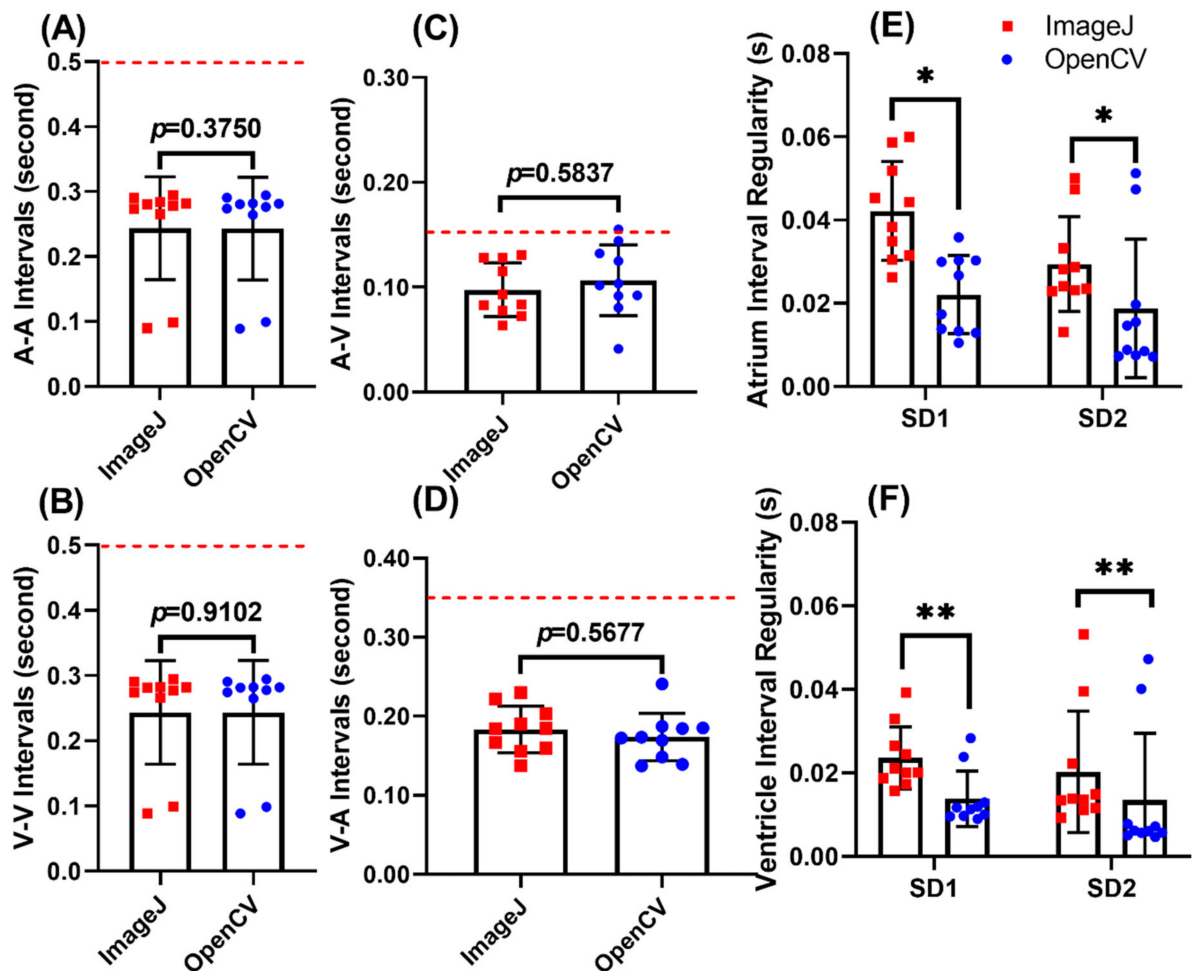 (A)
A-A Intervals (second)
0.5
0.4
0.3
0.2
0.1
0.0
p=0.3750
ImageJ
OpenCV
(C)
A-V Intervals (second)
0.30
0.20
0.10
0.00
p=0.5837
ImageJ
OpenCV
(E)
ImageJ
OpenCV
Atrium Interval Regularity (s)
0.08
0.06
0.04
0.02
0.00
*
*
SD1
SD2
(B)
V-V Intervals (second)
0.5
0.4
0.3
0.2
0.1
0.0
p=0.9102
ImageJ
OpenCV
(D)
V-A Intervals (second)
0.40
0.30
0.20
0.10
0.00
p=0.5677
ImageJ
OpenCV
(F)
Ventricle Interval Regularity (s)
0.08
0.06
0.04
0.02
0.00
**
**
SD1
SD2